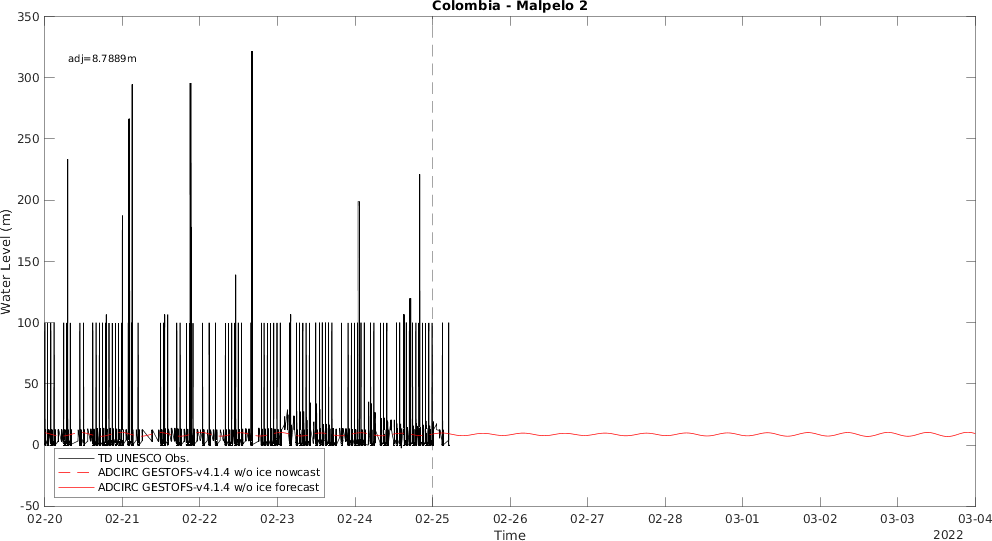 Colombia - Malpelo 2
350
adj=8.7889m
300
250
200
150
100
50
0
-50
Water Level (m)
TD UNESCO Obs.
ADCIRC GESTOFS-v4.1.4 w/o ice nowcast
ADCIRC GESTOFS-v4.1.4 w/o ice forecast
02-20 02-21 02-22 02-23 02-24 02-25 02-26 02-27 02-28 03-01 03-02 03-03 03-04
Time
2022